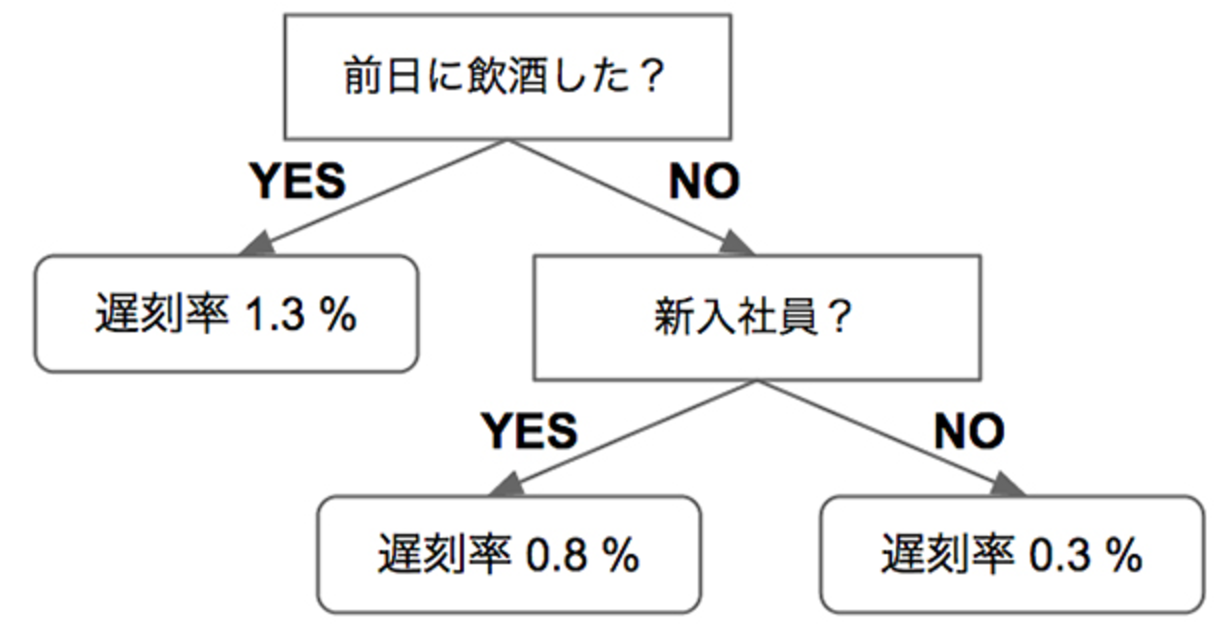 前日に飲酒した？
YES
NO
遅刻率 1.3 %
新入社員？
YES
NO
遅刻率 0.8 %
遅刻率 0.3 %